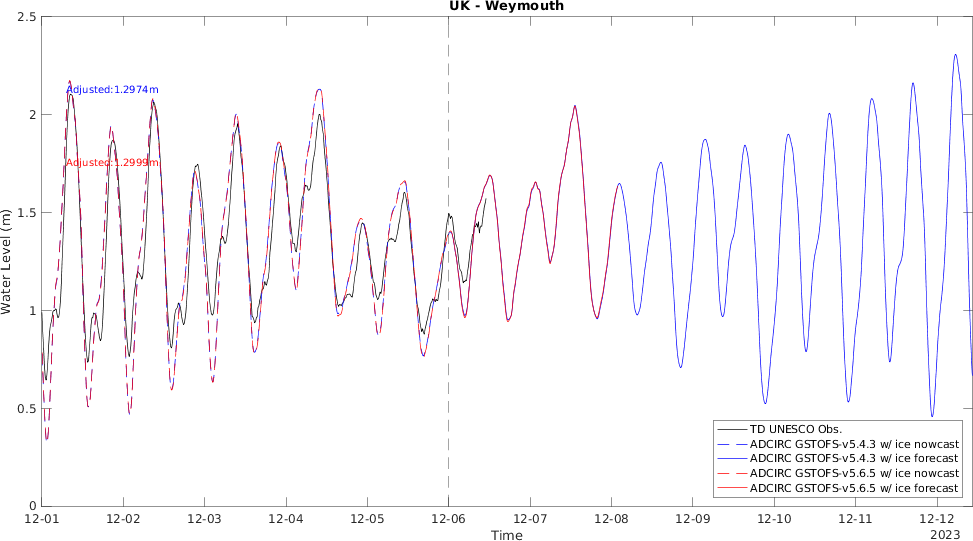 UK - Weymouth
2.5
2
1.5
1
0.5
0
Water Level (m)
Adjusted:1.2974m
Adjusted:1.2999m
TD UNESCO Obs.
ADCIRC GSTOFS-v5.4.3 w/ ice nowcast
ADCIRC GSTOFS-v5.4.3 w/ ice forecast
ADCIRC GSTOFS-v5.6.5 w/ ice nowcast
ADCIRC GSTOFS-v5.6.5 w/ ice forecast
12-01 12-02 12-03 12-04 12-05 12-06 12-07 12-08 12-09 12-10 12-11 12-12
2023
Time